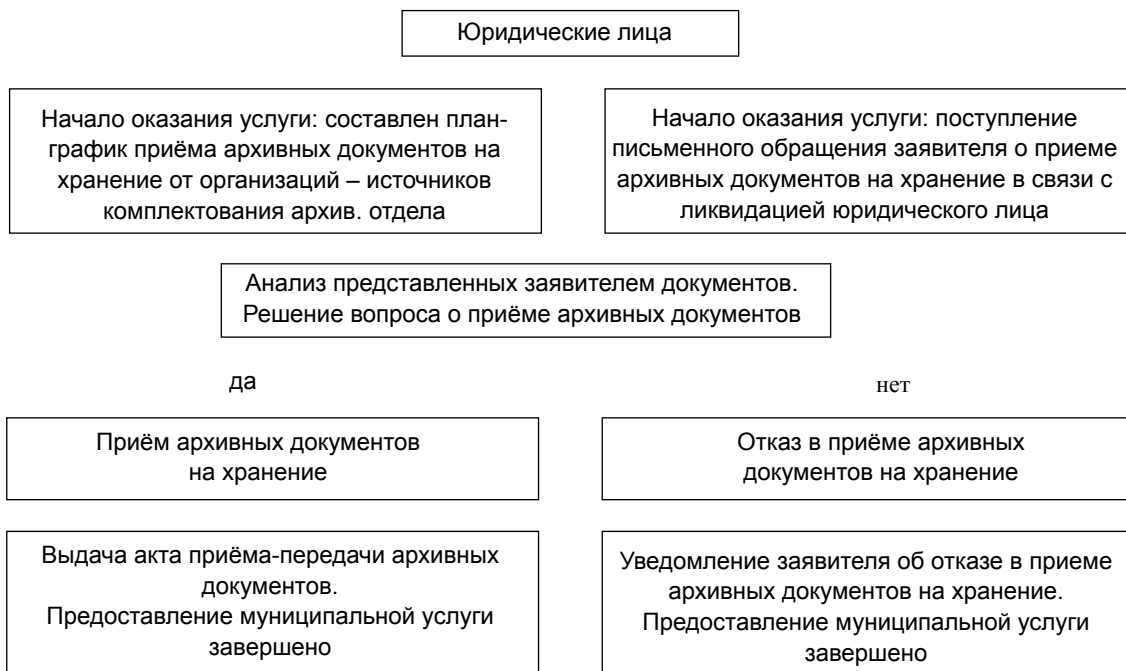 Юридические лица
Начало оказания услуги: составлен план-
график приёма архивных документов на
хранение от организаций – источников
комплектования архив. отдела
Начало оказания услуги: поступление
письменного обращения заявителя о приеме
архивных документов на хранение в связи с
ликвидацией юридического лица
Анализ представленных заявителем документов.
Решение вопроса о приёме архивных документов
да
нет
Приём архивных документов
на хранение
Отказ в приёме архивных
документов на хранение
Выдача акта приёма-передачи архивных
документов.
Предоставление муниципальной услуги
завершено
Уведомление заявителя об отказе в приеме
архивных документов на хранение.
Предоставление муниципальной услуги
завершено